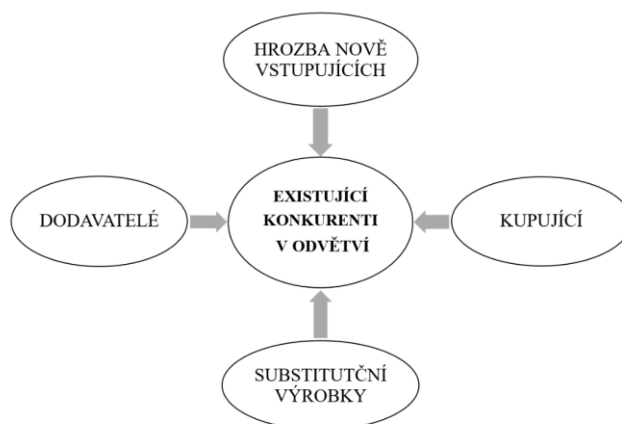 HROZBA NOVĚ
VSTUPUJÍCÍCH
EXISTUJÍCÍ
KONKURENTI
V ODVĚTVÍ
DODAVATELÉ
KUPUJÍCÍ
SUBSTITUTČNÍ
VÝROBKY